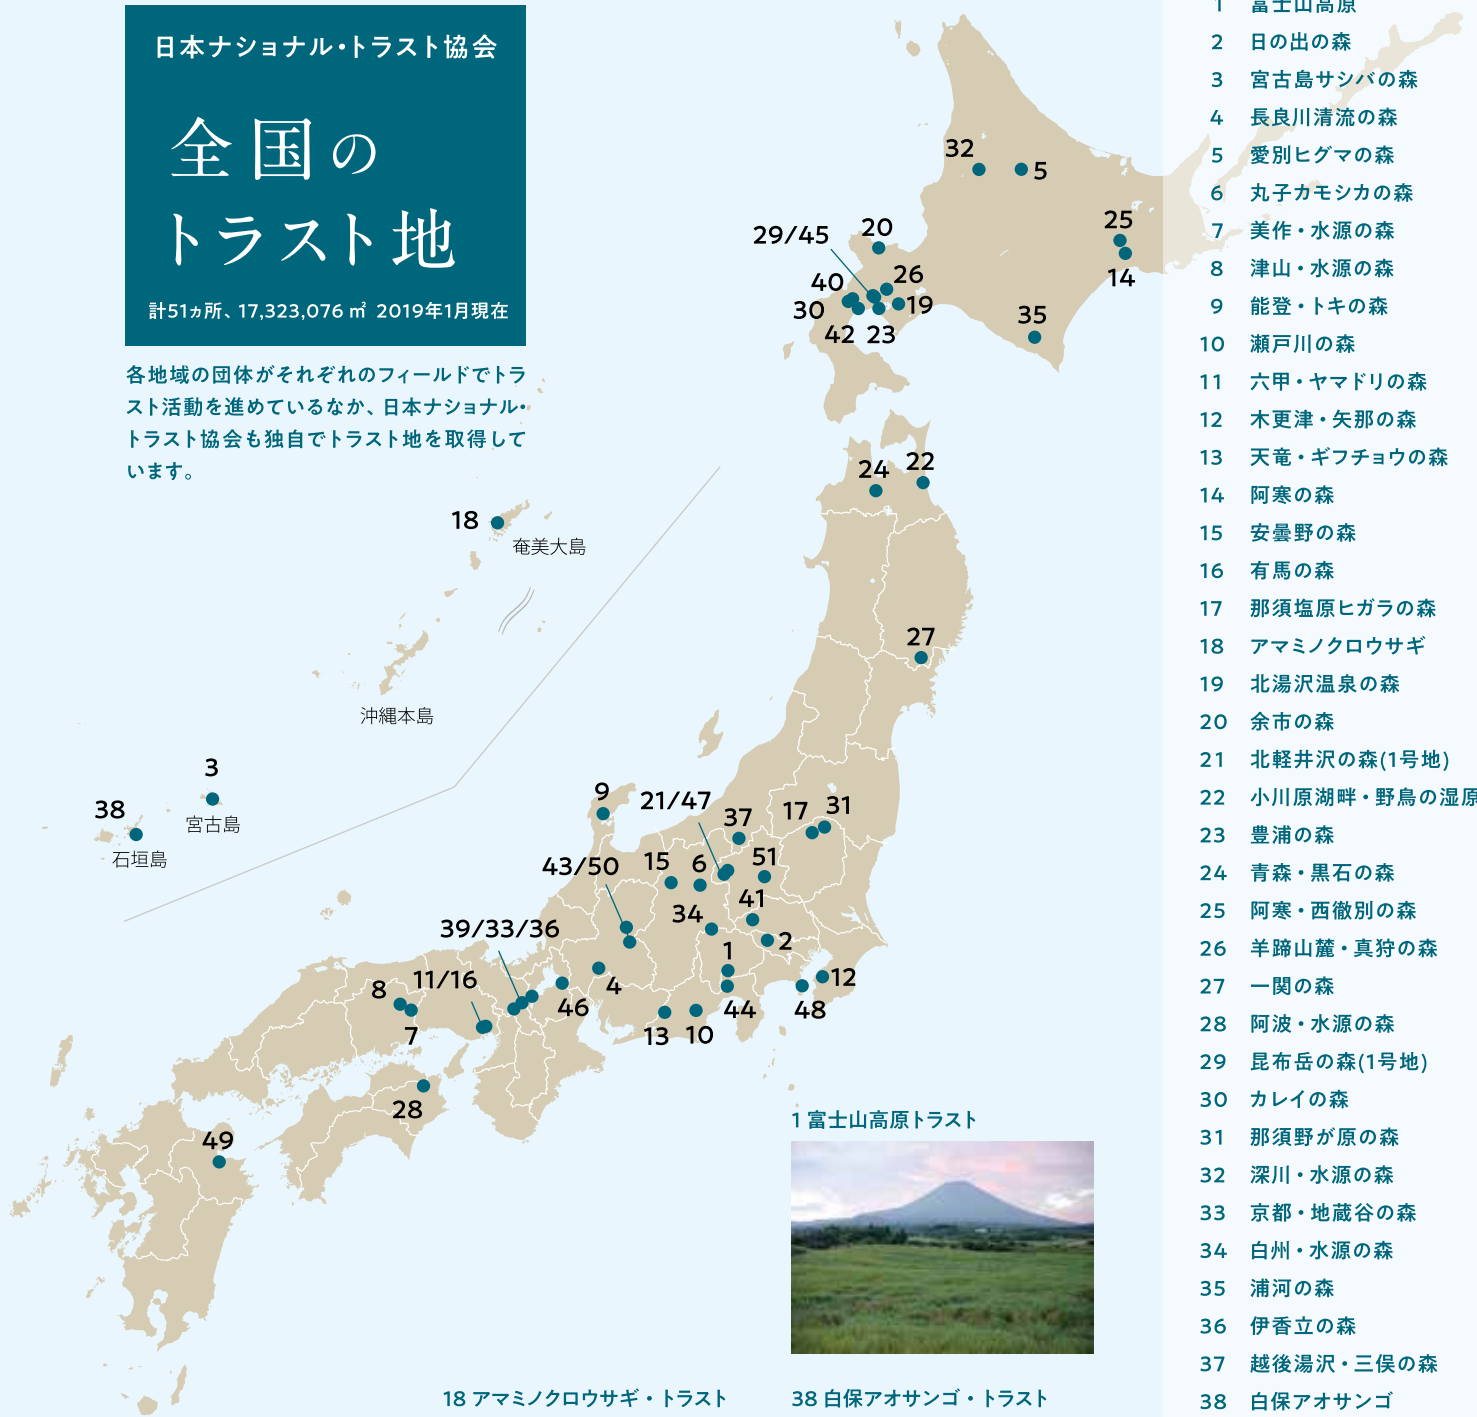 日本ナショナル・トラスト協会
全国の
トラスト地
計51ヵ所、17,323,076 ㎡ 2019年1月現在
各地域の団体がそれぞれのフィールドでトラ
スト活動を進めているなか、日本ナショナル・
トラスト協会も独自でトラスト地を取得して
います。
32
5
25
14
29/45
20
40
26
30
19
42
23
35
24
22
18
奄美大島
27
沖縄本島
3
宮古島
38
石垣島
9
21/47
37
17
31
43/50
15
6
51
34
41
39/33/36
2
1
8
11/16
4
12
46
44
48
7
13
10
28
49
1 富士山高原トラスト
18 アマミノクロウサギ・トラスト
38 白保アオサンゴ・トラスト
1 富士山高原
2 日の出の森
3 宮古島サシバの森
4 長良川清流の森
5 愛別ヒグマの森
6 丸子カモシカの森
7 美作・水源の森
8 津山・水源の森
9 能登・トキの森
10 瀬戸川の森
11 六甲・ヤマドリの森
12 木更津・矢那の森
13 天竜・ギフチョウの森
14 阿寒の森
15 安曇野の森
16 有馬の森
17 那須塩原ヒガラの森
18 アマミノクロウサギ
19 北湯沢温泉の森
20 余市の森
21 北軽井沢の森(1号地)
22 小川原湖畔・野鳥の湿原
23 豊浦の森
24 青森・黒石の森
25 阿寒・西徹別の森
26 羊蹄山麓・真狩の森
27 一関の森
28 阿波・水源の森
29 昆布岳の森(1号地)
30 カレイの森
31 那須野が原の森
32 深川・水源の森
33 京都・地蔵谷の森
34 白州・水源の森
35 浦河の森
36 伊香立の森
37 越後湯沢・三俣の森
38 白保アオサンゴ